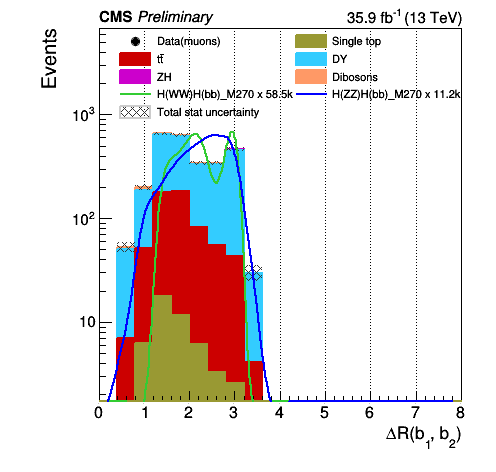 CMS Preliminary 35.9 fb⁻¹ (13 TeV)
Events
Data(muons) Single top
tt̄ DY
ZH Dibosons
H(WW)H(bb)_M270 x 58.5k H(ZZ)H(bb)_M270 x 11.2k
Total stat uncertainty
10³
10²
10
0 1 2 3 4 5 6 7 8
ΔR(b₁, b₂)